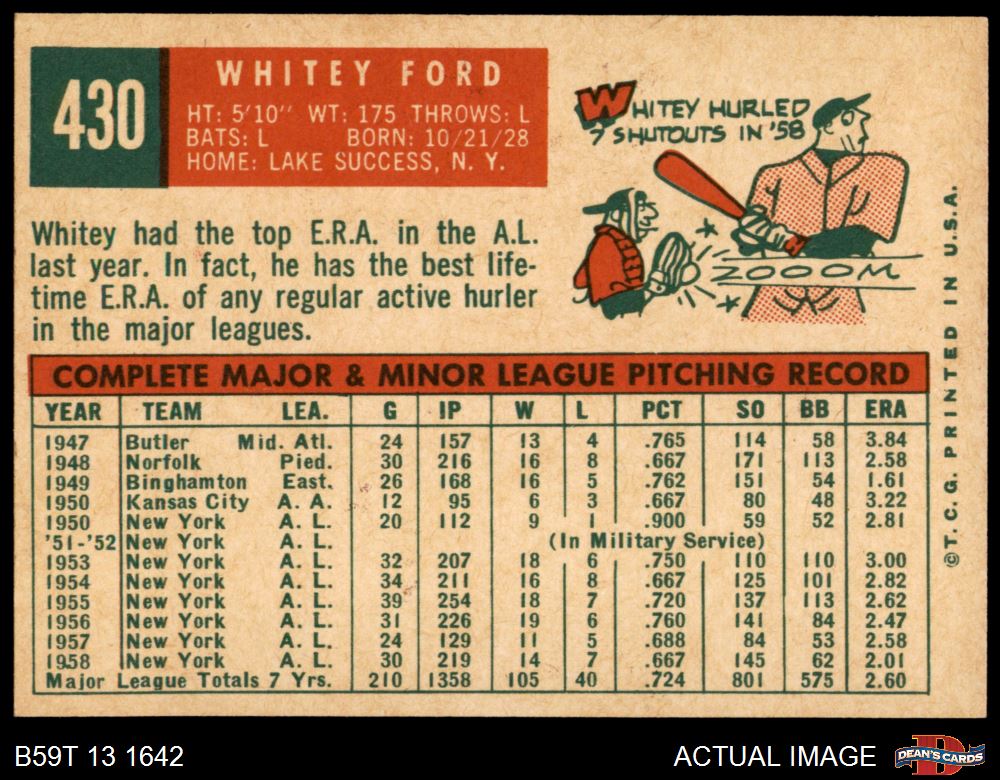 430
WHITEY FORD
HT: 5'10" WT: 175 THROWS: L
BATS: L BORN: 10/21/28
HOME: LAKE SUCCESS, N. Y.
WHITEY HURLED
7 SHUTOUTS IN '58
ZOOOM
Whitey had the top E.R.A. in the A.L.
last year. In fact, he has the best life-
time E.R.A. of any regular active hurler
in the major leagues.
COMPLETE MAJOR & MINOR LEAGUE PITCHING RECORD
YEAR TEAM LEA. G IP W L PCT SO BB ERA
1947 Butler Mid. Atl. 24 157 13 4 .765 114 58 3.84
1948 Norfolk Pied. 30 216 16 8 .667 171 113 2.58
1949 Binghamton East. 26 168 16 5 .762 151 54 1.61
1950 Kansas City A. A. 12 95 6 3 .667 80 48 3.22
1950 New York A. L. 20 112 9 1 .900 59 52 2.81
'51-'52 New York A. L. (In Military Service)
1953 New York A. L. 32 207 18 6 .750 110 110 3.00
1954 New York A. L. 34 211 16 8 .667 125 101 2.82
1955 New York A. L. 39 254 18 7 .720 137 113 2.62
1956 New York A. L. 31 226 19 6 .760 141 84 2.47
1957 New York A. L. 24 129 11 5 .688 84 53 2.58
1958 New York A. L. 30 219 14 7 .667 145 62 2.01
Major League Totals 7 Yrs. 210 1358 105 40 .724 801 575 2.60
©T. C. G. PRINTED IN U.S.A.
B59T 13 1642
ACTUAL IMAGE
DEAN'S CARDS